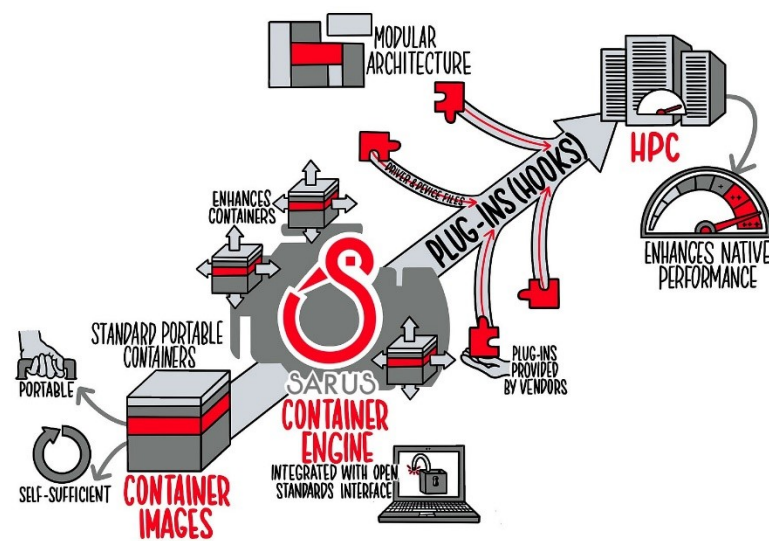 MODULAR
ARCHITECTURE
HPC
DRIVER & DEVICE FILES
PLUG-INS (HOOKS)
ENHANCES
CONTAINERS
ENHANCES NATIVE
PERFORMANCE
STANDARD PORTABLE
CONTAINERS
PORTABLE
SARUS
CONTAINER
ENGINE
INTEGRATED WITH OPEN
STANDARDS INTERFACE
PLUG-INS
PROVIDED
BY VENDORS
SELF-SUFFICIENT
CONTAINER
IMAGES